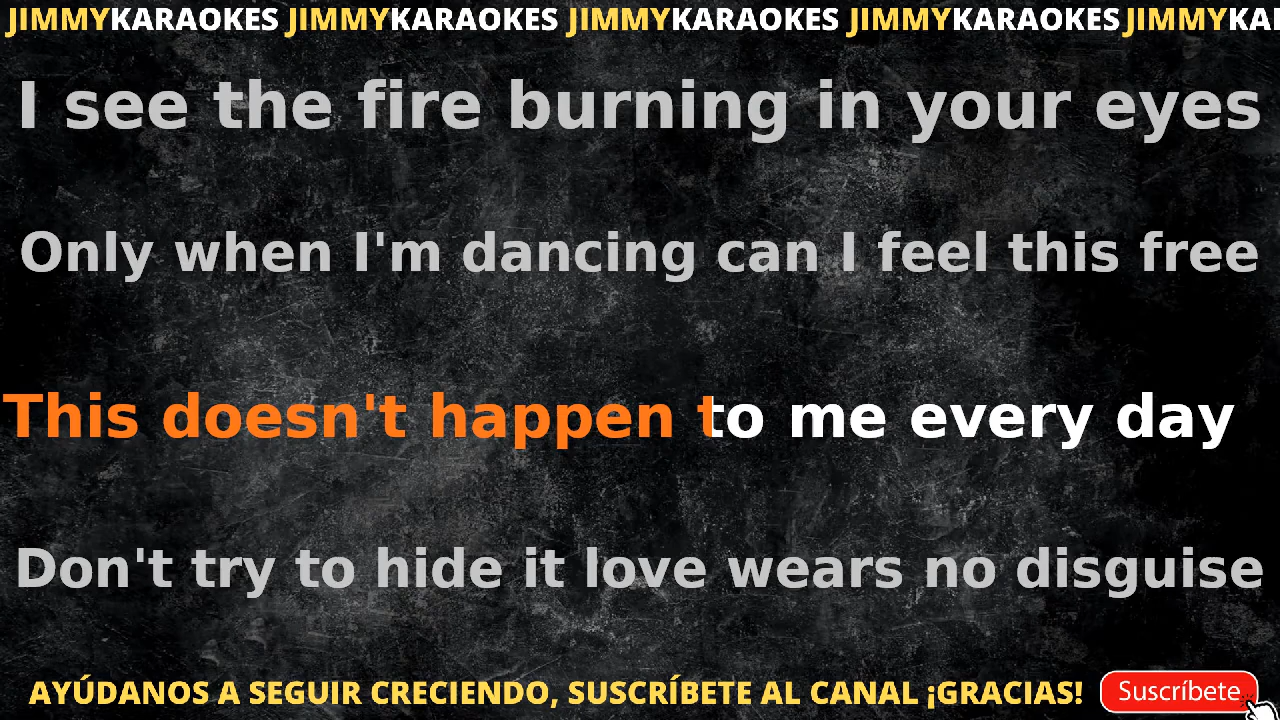 JIMMYKARAOKES JIMMYKARAOKES JIMMYKARAOKES JIMMYKARAOKES JIMMYKA
I see the fire burning in your eyes
Only when I'm dancing can I feel this free
This doesn't happen to me every day
Don't try to hide it love wears no disguise
AYÚDANOS A SEGUIR CRECIENDO, SUSCRÍBETE AL CANAL ¡GRACIAS! Suscríbete